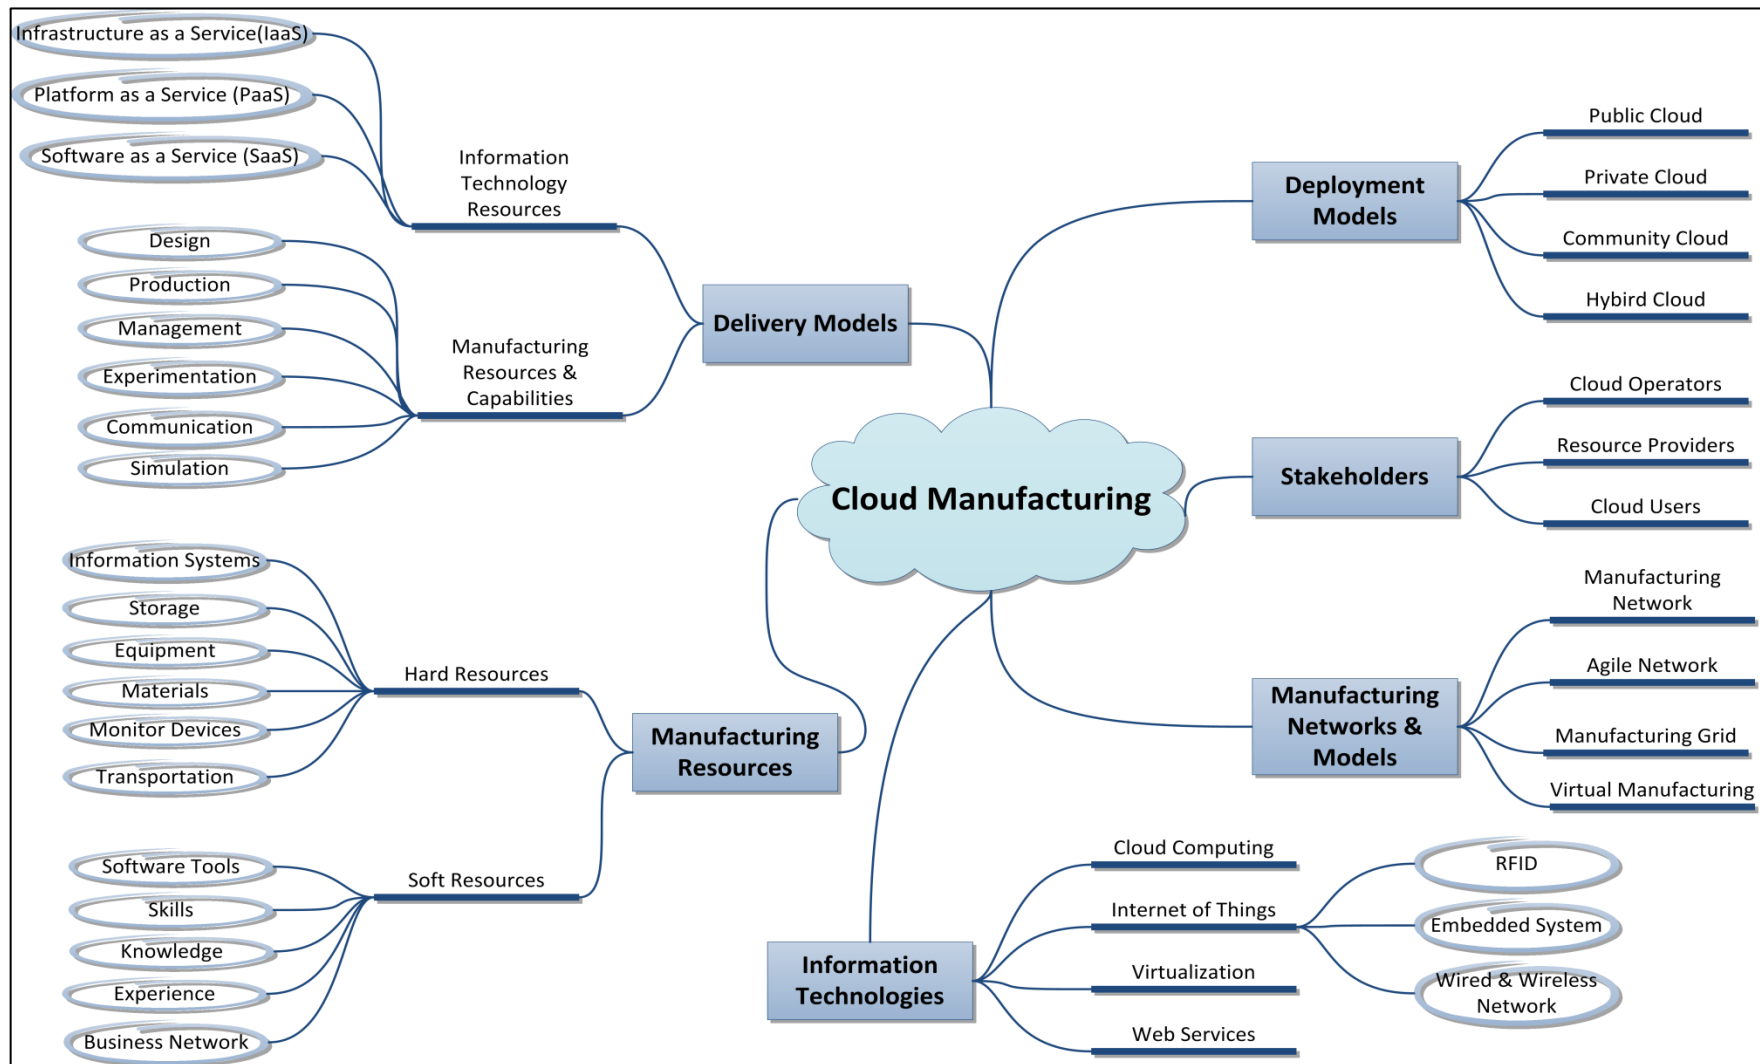 Infrastructure as a Service(IaaS)
Platform as a Service (PaaS)
Software as a Service (SaaS)
Information
Technology
Resources
Design
Production
Management
Experimentation
Communication
Simulation
Manufacturing
Resources &
Capabilities
Delivery Models
Information Systems
Storage
Equipment
Materials
Monitor Devices
Transportation
Hard Resources
Software Tools
Skills
Knowledge
Experience
Business Network
Soft Resources
Manufacturing
Resources
Cloud Manufacturing
Deployment
Models
Public Cloud
Private Cloud
Community Cloud
Hybird Cloud
Stakeholders
Cloud Operators
Resource Providers
Cloud Users
Manufacturing
Networks &
Models
Manufacturing
Network
Agile Network
Manufacturing Grid
Virtual Manufacturing
Information
Technologies
Cloud Computing
Internet of Things
Virtualization
Web Services
RFID
Embedded System
Wired & Wireless
Network